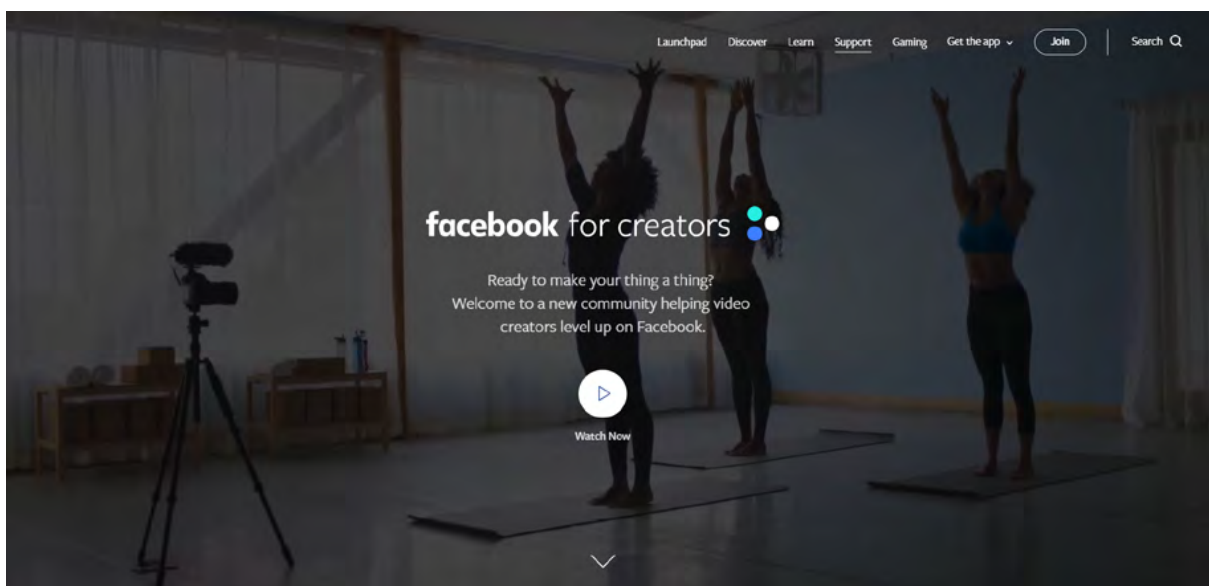 Launchpad Discover Learn Support Gaming Get the app Join Search
facebook for creators
Ready to make your thing a thing?
Welcome to a new community helping video
creators level up on Facebook.
Watch Now